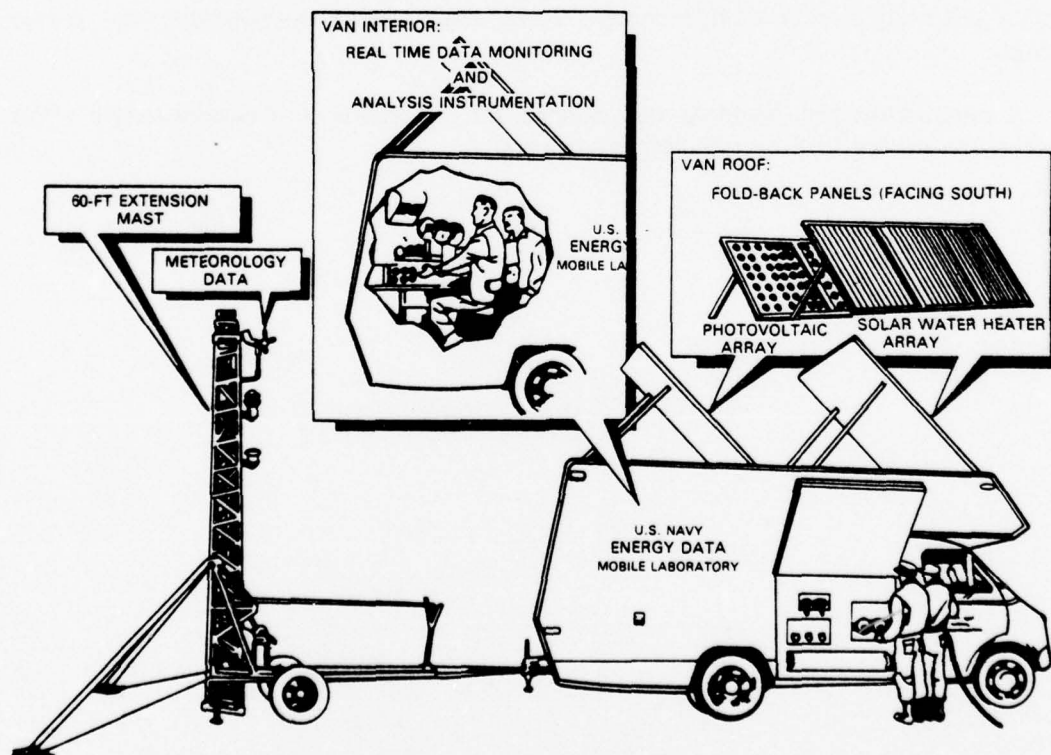 VAN INTERIOR:
REAL TIME DATA MONITORING
AND
ANALYSIS INSTRUMENTATION
U.S.
ENERGY
MOBILE LA
60-FT EXTENSION
MAST
METEOROLOGY
DATA
VAN ROOF:
FOLD-BACK PANELS (FACING SOUTH)
PHOTOVOLTAIC
ARRAY
SOLAR WATER HEATER
ARRAY
U.S. NAVY
ENERGY DATA
MOBILE LABORATORY